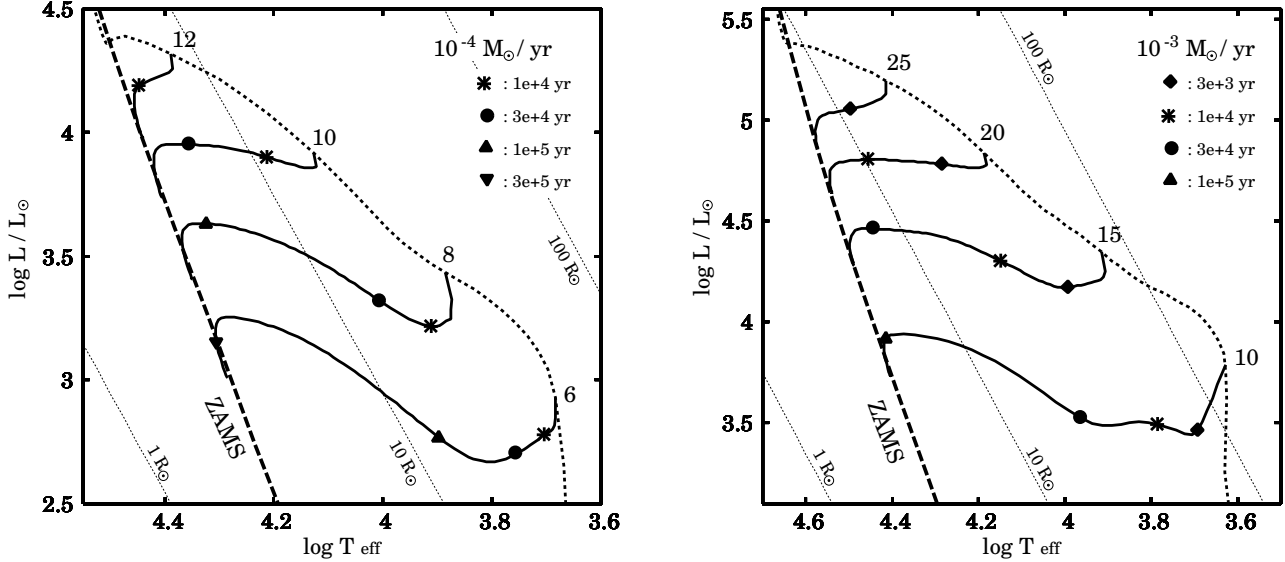 10⁻⁴ M☉/ yr
✳ : 1e+4 yr
● : 3e+4 yr
▲ : 1e+5 yr
▼ : 3e+5 yr
12
10
8
6
100 R☉
10 R☉
1 R☉
ZAMS
log L / L☉
4.5
4
3.5
3
2.5
4.4 4.2 4 3.8 3.6
log T eff
10⁻³ M☉/ yr
◆ : 3e+3 yr
✳ : 1e+4 yr
● : 3e+4 yr
▲ : 1e+5 yr
25
20
15
10
100 R☉
10 R☉
1 R☉
ZAMS
log L / L☉
5.5
5
4.5
4
3.5
4.6 4.4 4.2 4 3.8 3.6
log T eff